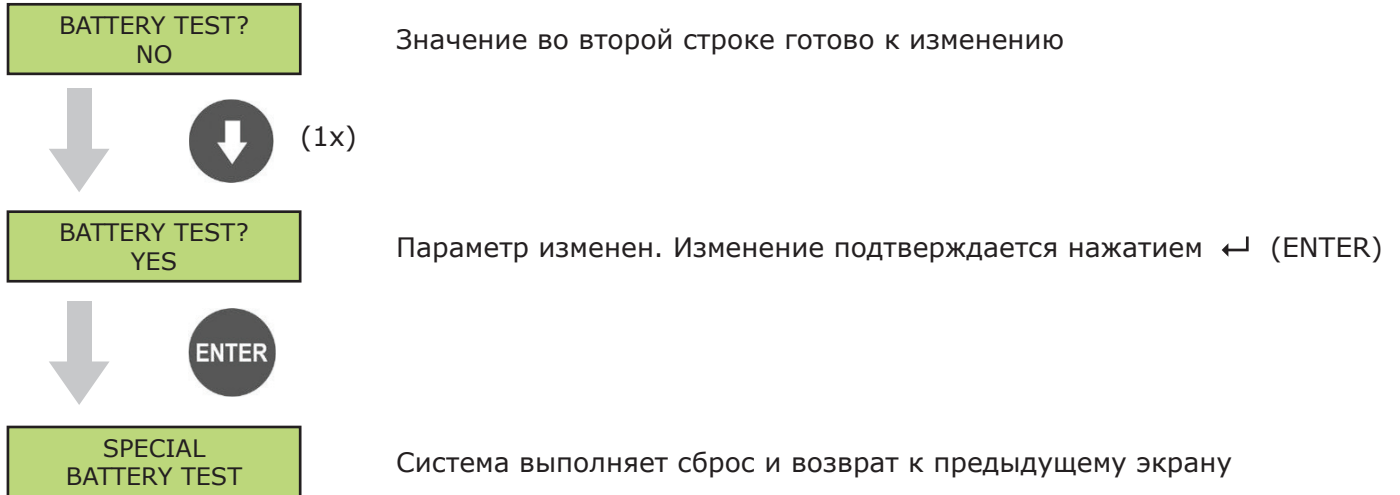 BATTERY TEST?
NO
Значение во второй строке готово к изменению
(1x)
BATTERY TEST?
YES
Параметр изменен. Изменение подтверждается нажатием ↵ (ENTER)
ENTER
SPECIAL
BATTERY TEST
Система выполняет сброс и возврат к предыдущему экрану